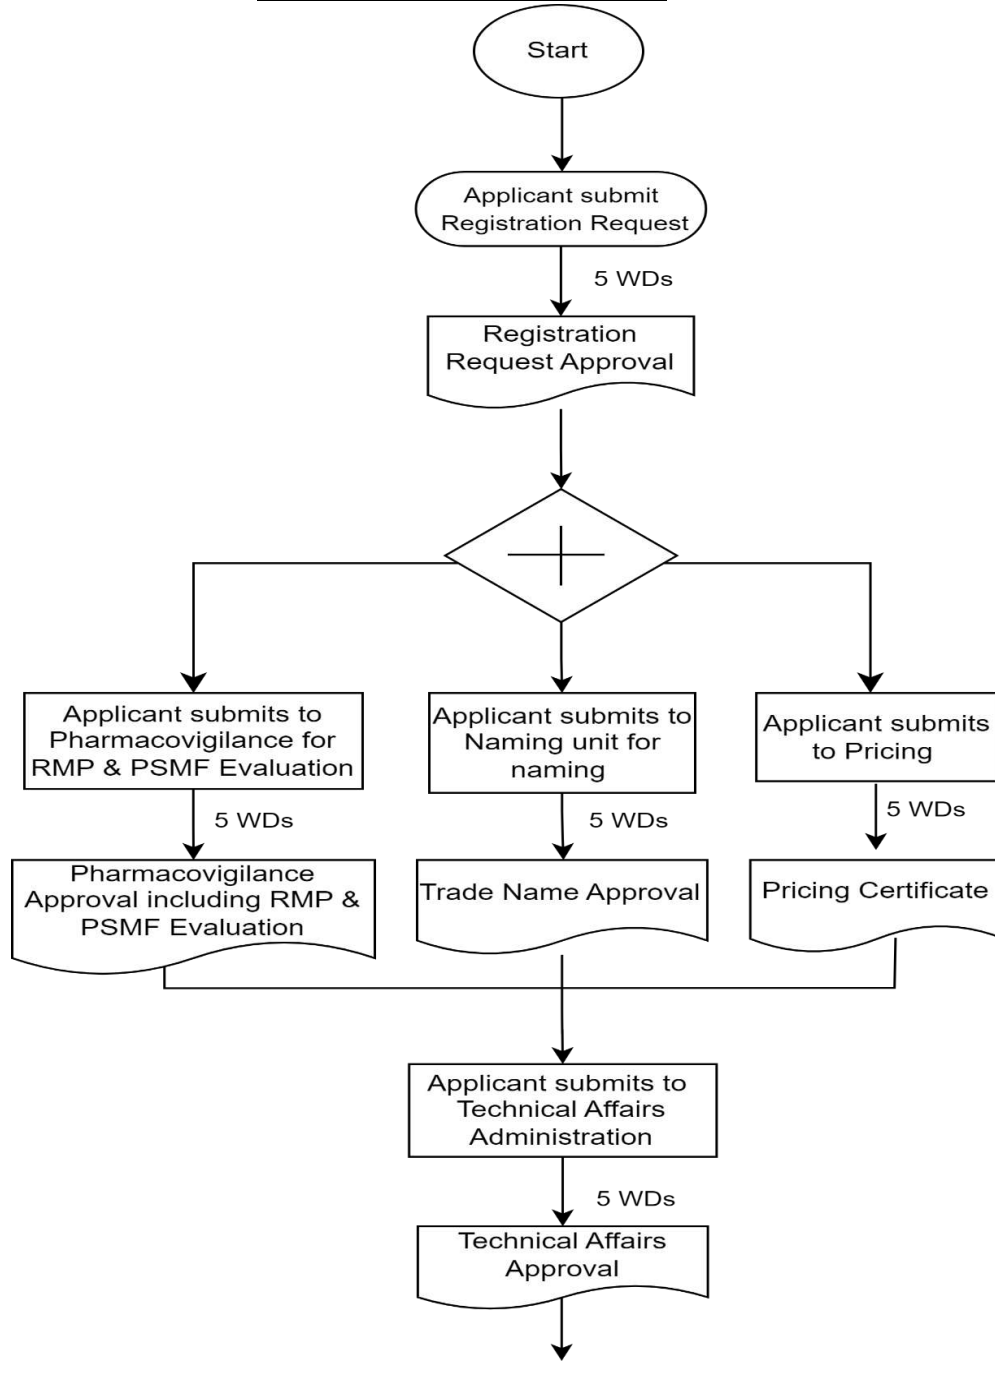 Start
Applicant submit
Registration Request
5 WDs
Registration
Request Approval
Applicant submits to
Pharmacovigilance for
RMP & PSMF Evaluation
Applicant submits to
Naming unit for
naming
Applicant submits
to Pricing
5 WDs
5 WDs
5 WDs
Pharmacovigilance
Approval including RMP &
PSMF Evaluation
Trade Name Approval
Pricing Certificate
Applicant submits to
Technical Affairs
Administration
5 WDs
Technical Affairs
Approval